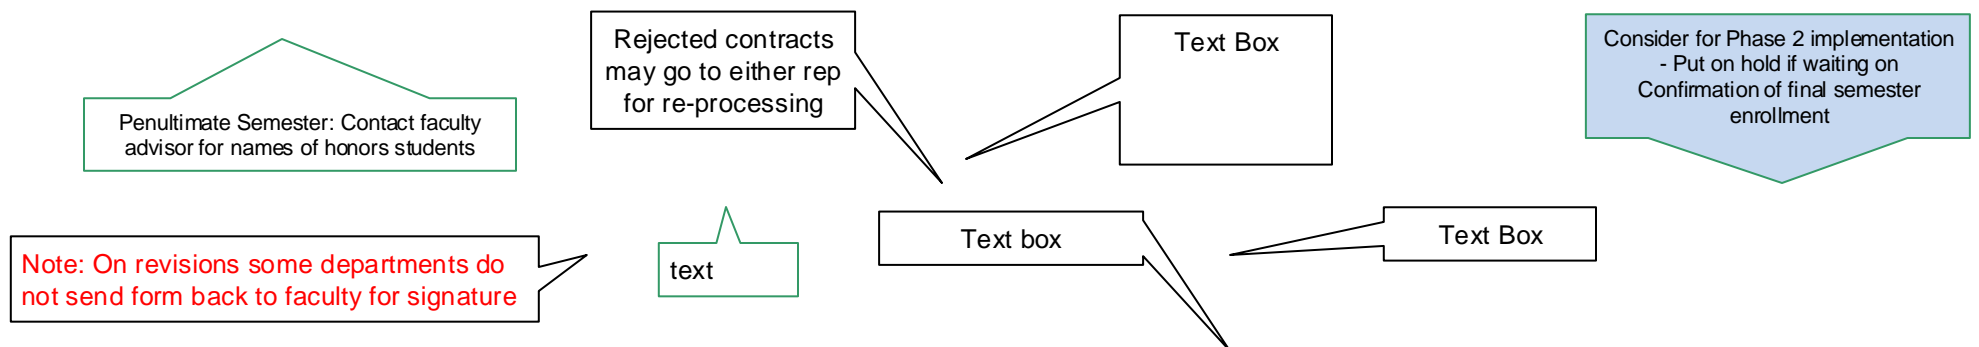 Penultimate Semester: Contact faculty
advisor for names of honors students
Rejected contracts
may go to either rep
for re-processing
Text Box
Consider for Phase 2 implementation
- Put on hold if waiting on
Confirmation of final semester
enrollment
Note: On revisions some departments do
not send form back to faculty for signature
text
Text box
Text Box